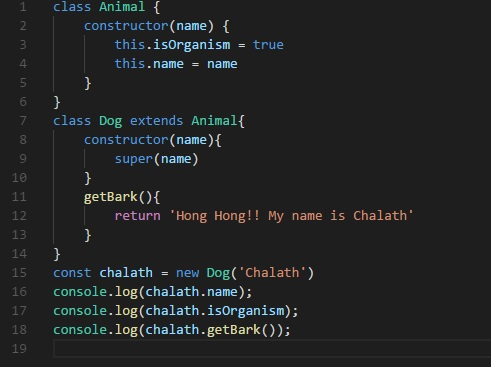 1 class Animal {
2     constructor(name) {
3         this.isOrganism = true
4         this.name = name
5     }
6 }
7 class Dog extends Animal{
8     constructor(name){
9         super(name)
10     }
11     getBark(){
12         return 'Hong Hong!! My name is Chalath'
13     }
14 }
15 const chalath = new Dog('Chalath')
16 console.log(chalath.name);
17 console.log(chalath.isOrganism);
18 console.log(chalath.getBark());
19